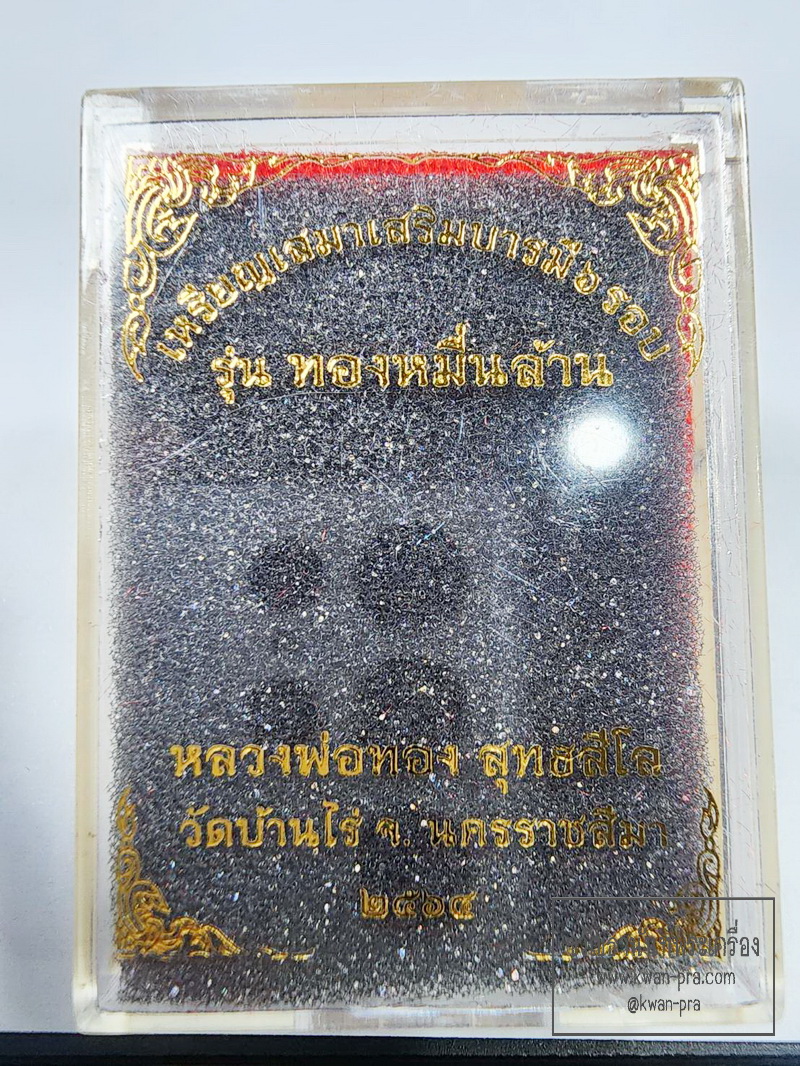 เหรียญเสมาเสริมบารมี ๖ รอบ
รุ่น ทองหมื่นล้าน
หลวงพ่อทอง สุทธสีโล
วัดบ้านไร่ จ. นครราชสีมา
๒๕๖๔
www.kwan-pra.com
@kwan-pra